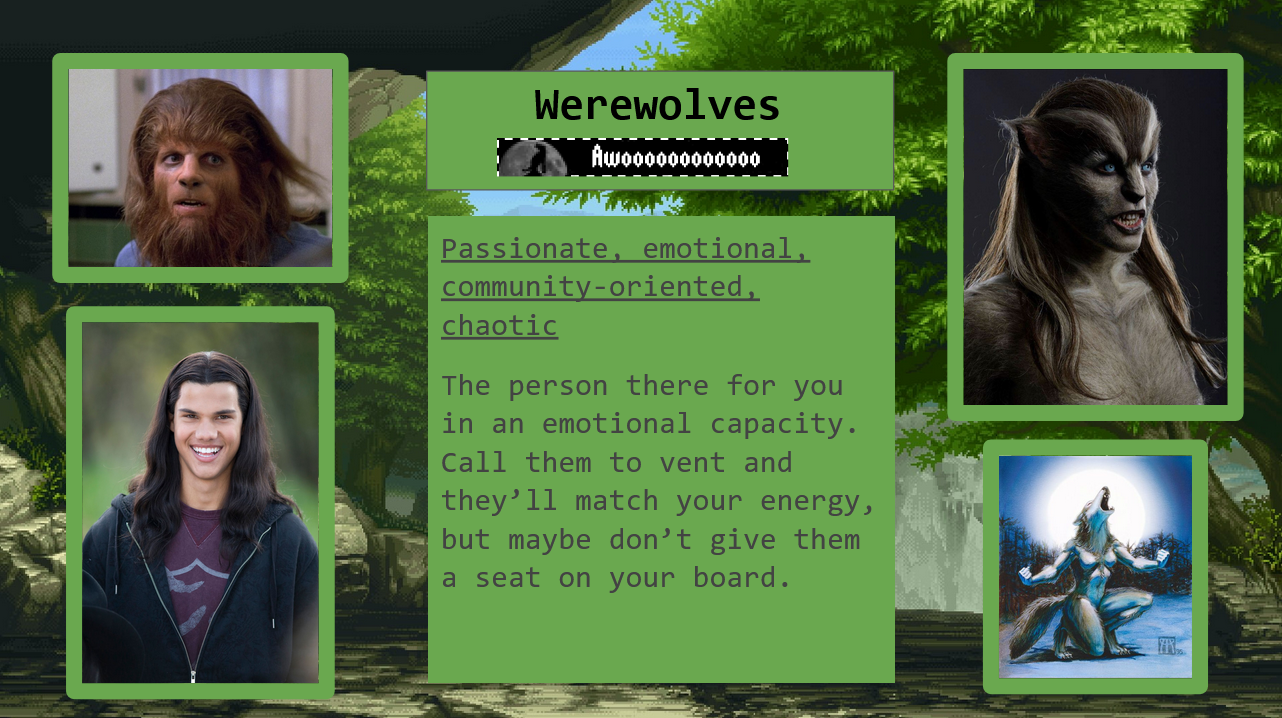 Werewolves
Awoooooooooooo
Passionate, emotional,
community-oriented,
chaotic
The person there for you
in an emotional capacity.
Call them to vent and
they’ll match your energy,
but maybe don’t give them
a seat on your board.